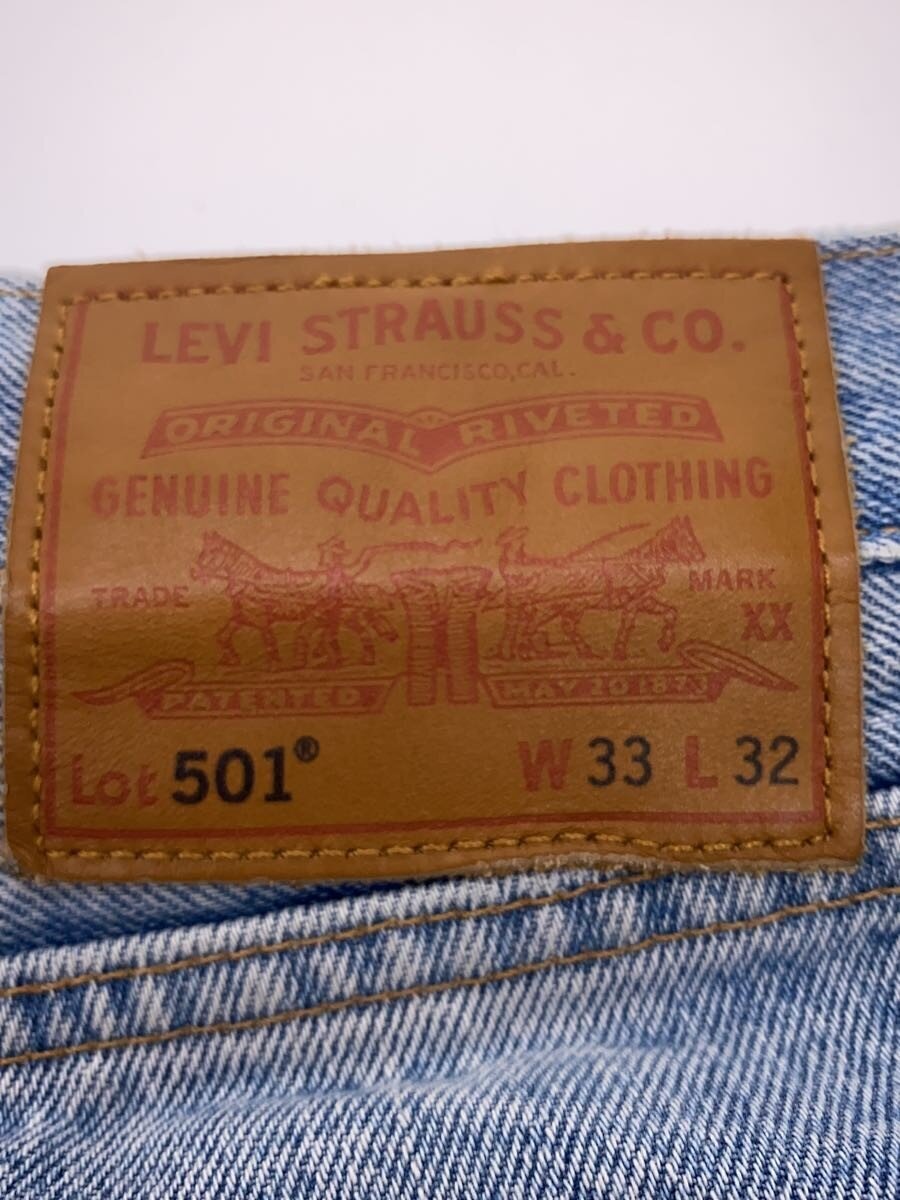 LEVI STRAUSS & CO.
SAN FRANCISCO, CAL.
ORIGINAL RIVETED
GENUINE QUALITY CLOTHING
TRADE MARK
XX
PATENTED MAY 20 1873
Lot 501® W 33 L 32